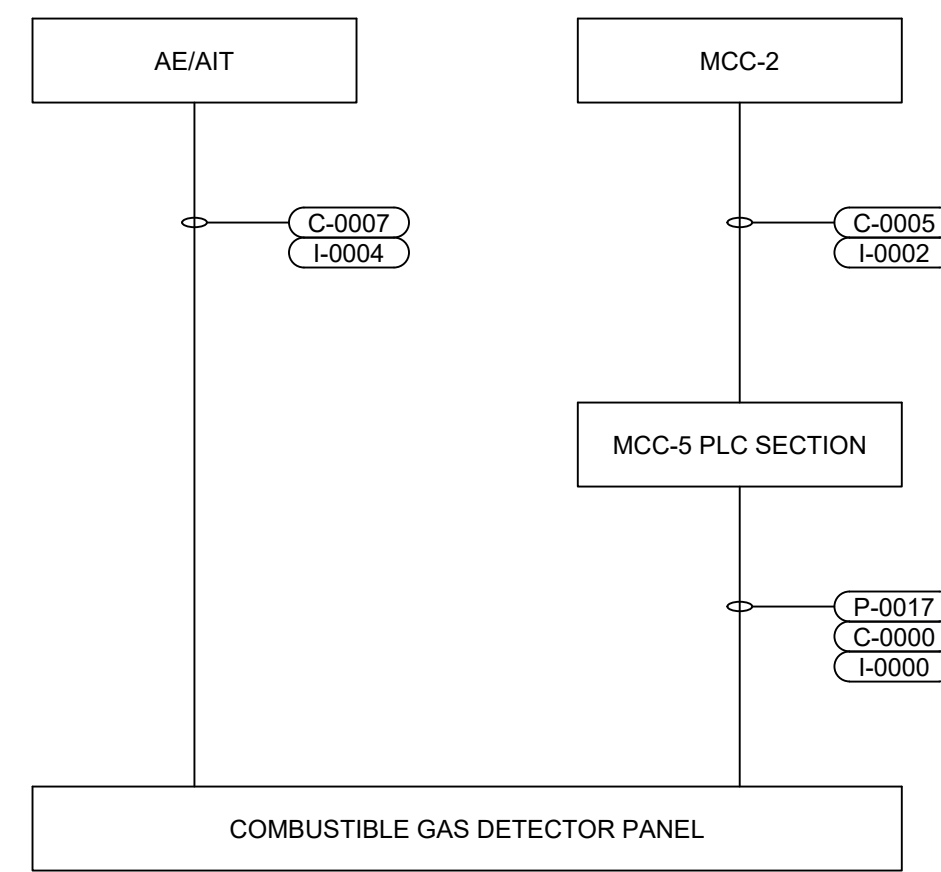 AE/AIT
MCC-2
C-0007
I-0004
C-0005
I-0002
MCC-5 PLC SECTION
P-0017
C-0000
I-0000
COMBUSTIBLE GAS DETECTOR PANEL